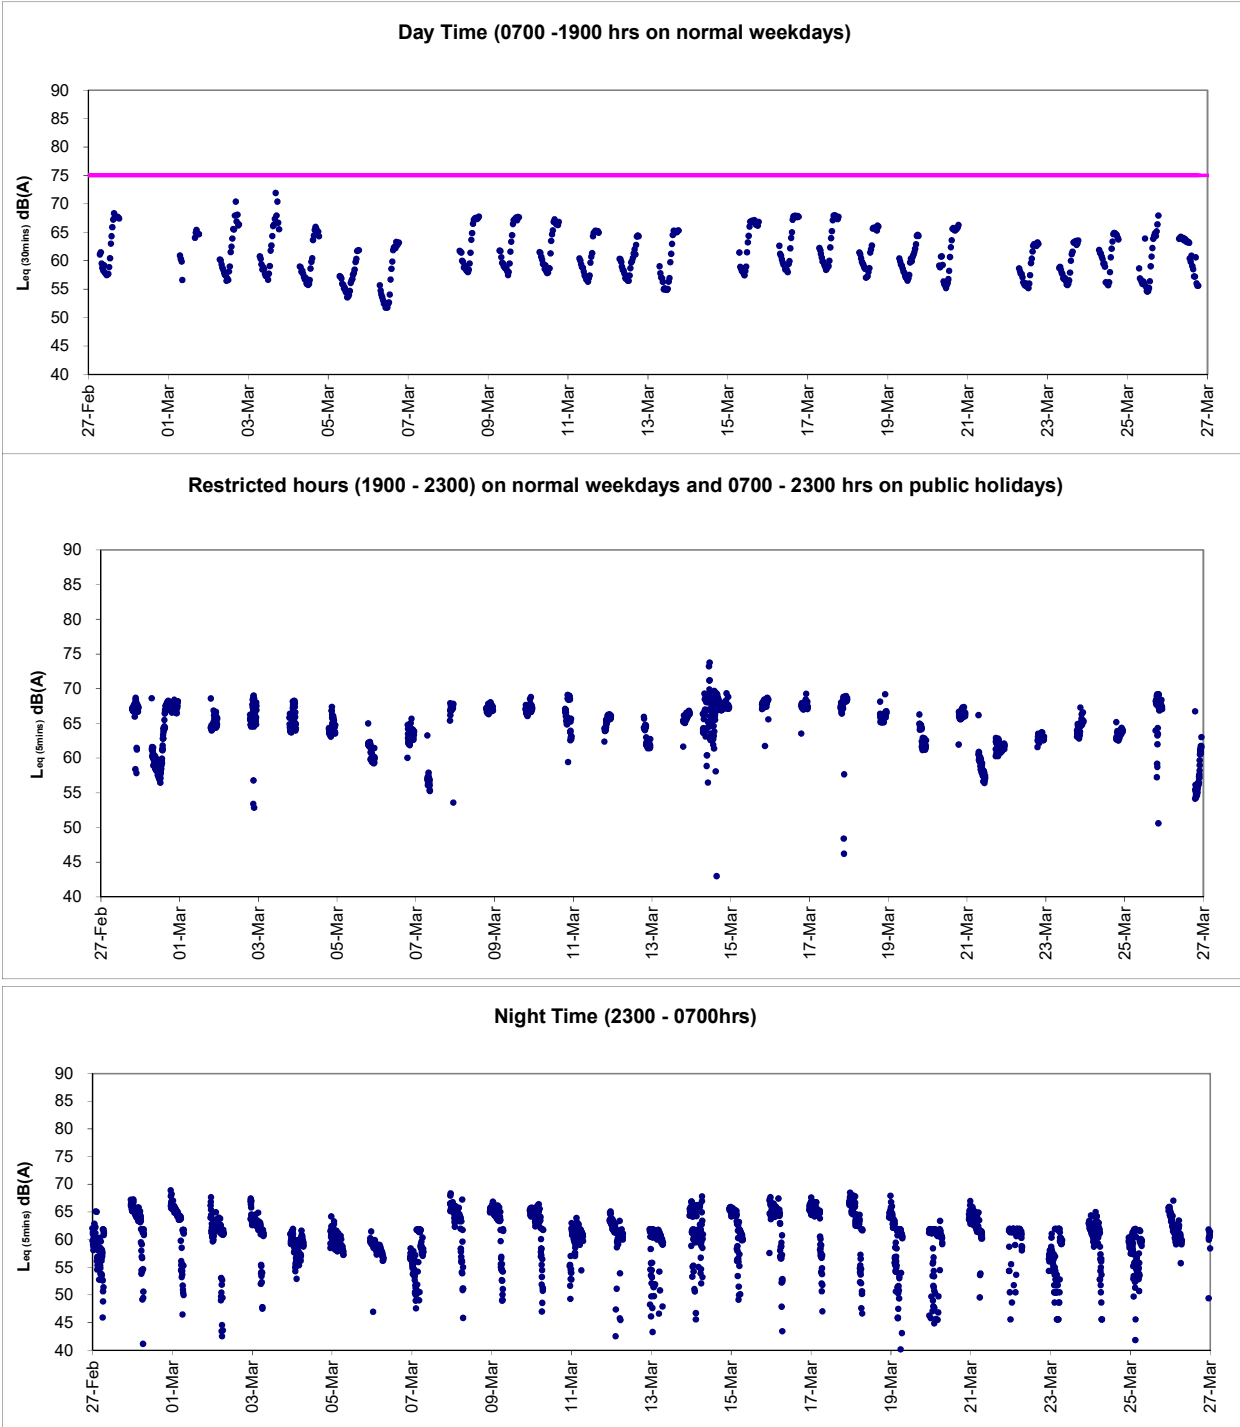 Day Time (0700 -1900 hrs on normal weekdays)
90
85
80
75
70
65
60
55
50
45
40
Leq (30mins) dB(A)
27-Feb
01-Mar
03-Mar
05-Mar
07-Mar
09-Mar
11-Mar
13-Mar
15-Mar
17-Mar
19-Mar
21-Mar
23-Mar
25-Mar
27-Mar
Restricted hours (1900 - 2300) on normal weekdays and 0700 - 2300 hrs on public holidays)
90
85
80
75
70
65
60
55
50
45
40
Leq (5mins) dB(A)
27-Feb
01-Mar
03-Mar
05-Mar
07-Mar
09-Mar
11-Mar
13-Mar
15-Mar
17-Mar
19-Mar
21-Mar
23-Mar
25-Mar
27-Mar
Night Time (2300 - 0700hrs)
90
85
80
75
70
65
60
55
50
45
40
Leq (5mins) dB(A)
27-Feb
01-Mar
03-Mar
05-Mar
07-Mar
09-Mar
11-Mar
13-Mar
15-Mar
17-Mar
19-Mar
21-Mar
23-Mar
25-Mar
27-Mar